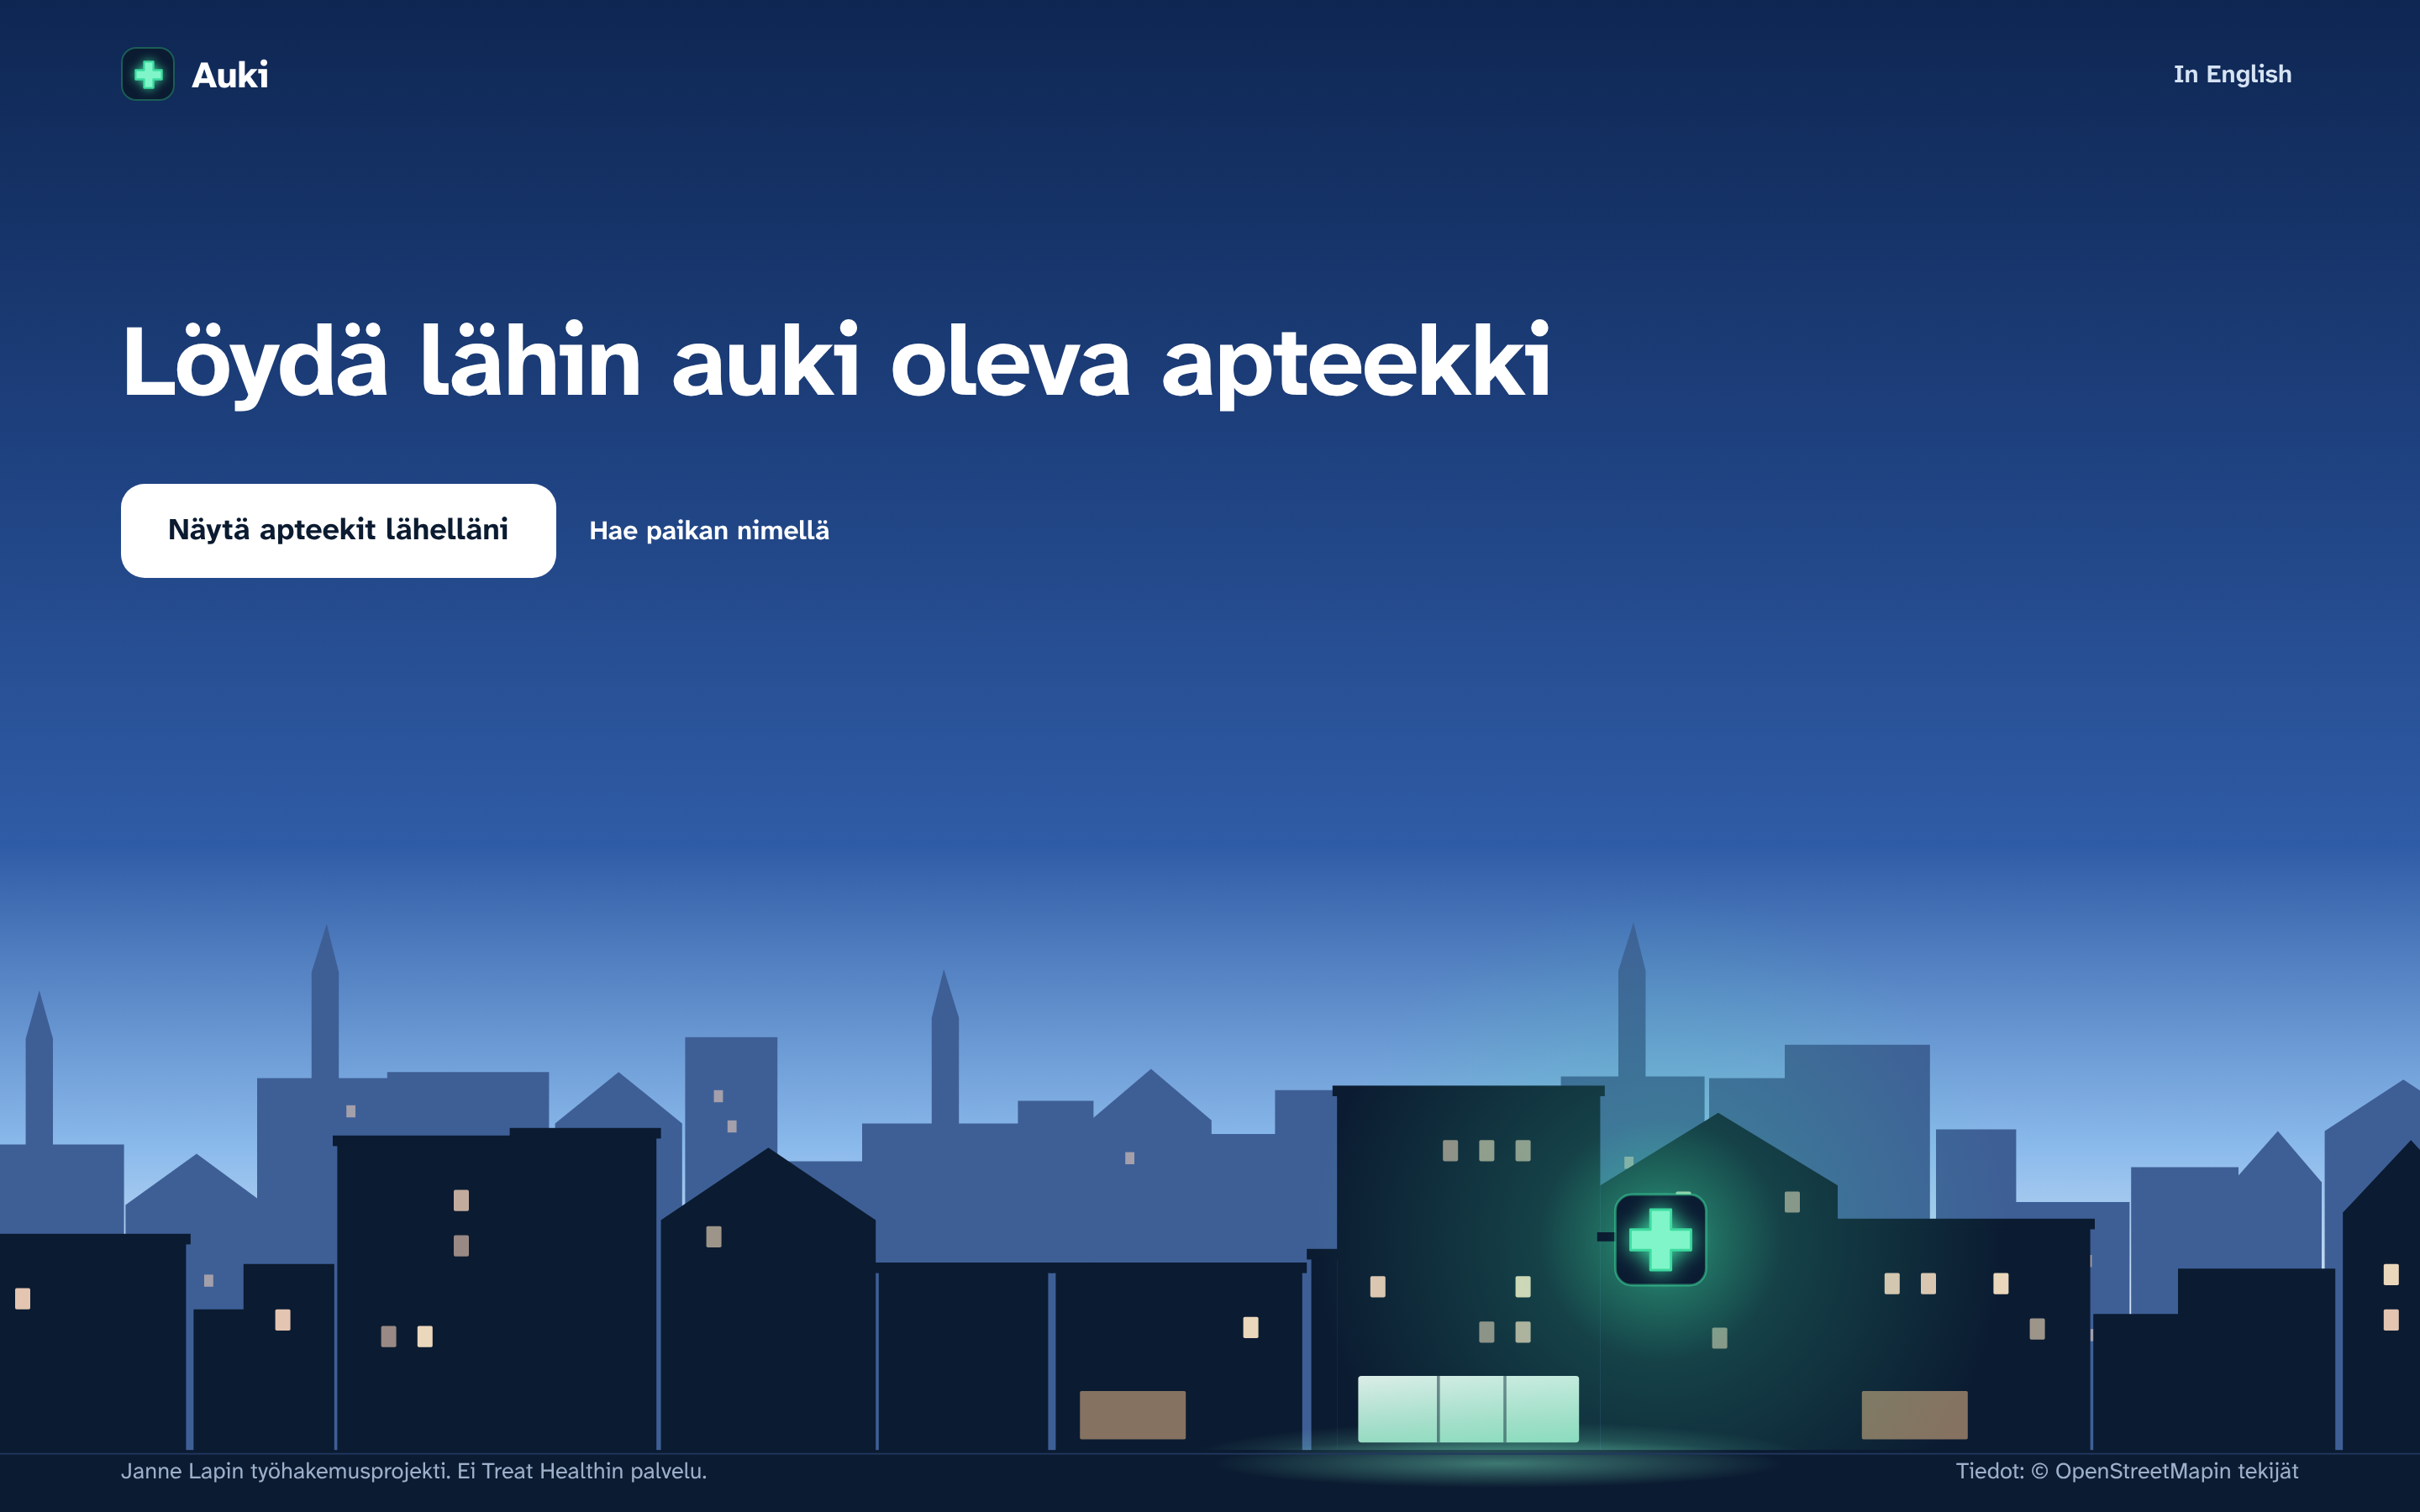 Auki
In English
Löydä lähin auki oleva apteekki
Näytä apteekit lähelläni
Hae paikan nimellä
Janne Lapin työhakemusprojekti. Ei Treat Healthin palvelu.
Tiedot: © OpenStreetMapin tekijät